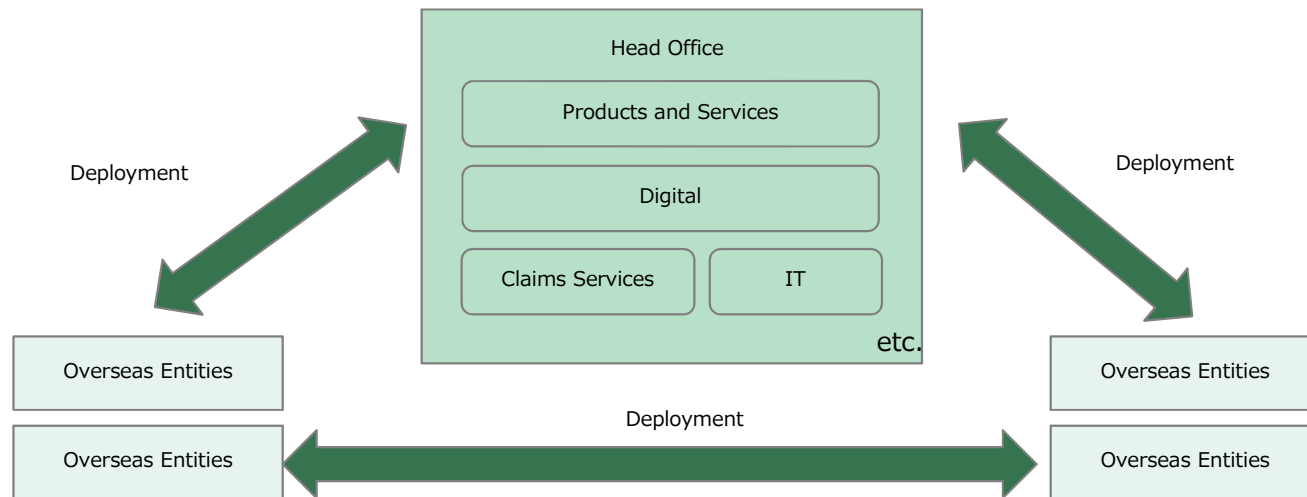 Head Office
Products and Services
Deployment
Deployment
Digital
Claims Services
IT
etc.
Overseas Entities
Overseas Entities
Deployment
Overseas Entities
Overseas Entities